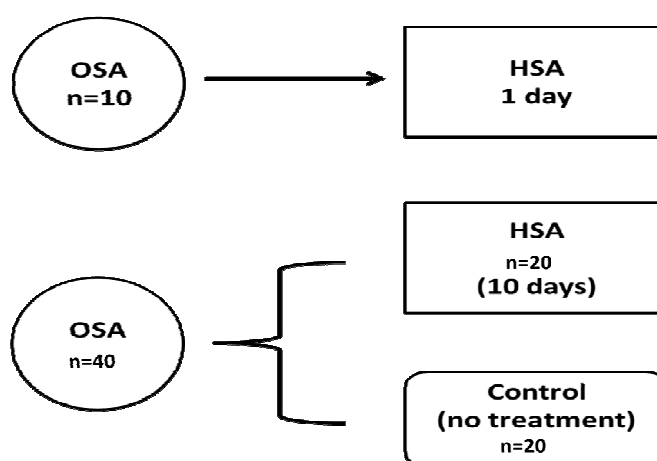 OSA
n=10
HSA
1 day
OSA
n=40
HSA
n=20
(10 days)
Control
(no treatment)
n=20